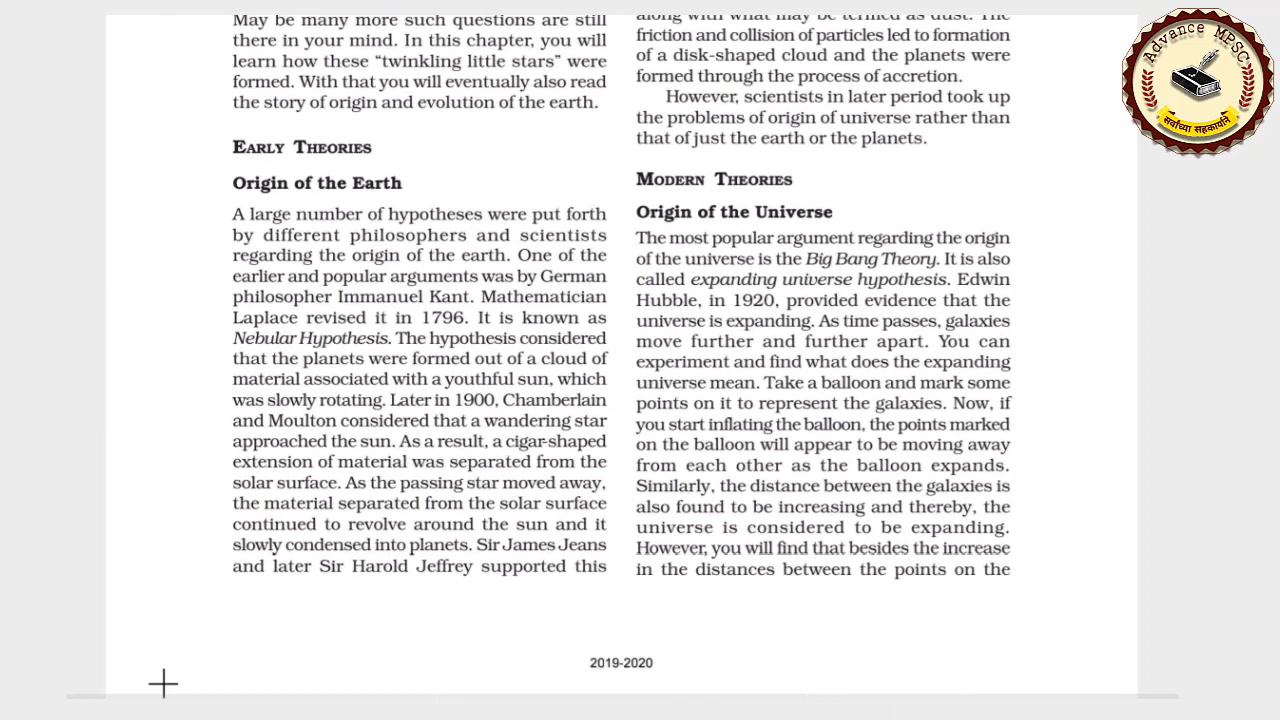 May be many more such questions are still
there in your mind. In this chapter, you will
learn how these “twinkling little stars” were
formed. With that you will eventually also read
the story of origin and evolution of the earth.
EARLY THEORIES
Origin of the Earth
A large number of hypotheses were put forth
by different philosophers and scientists
regarding the origin of the earth. One of the
earlier and popular arguments was by German
philosopher Immanuel Kant. Mathematician
Laplace revised it in 1796. It is known as
Nebular Hypothesis. The hypothesis considered
that the planets were formed out of a cloud of
material associated with a youthful sun, which
was slowly rotating. Later in 1900, Chamberlain
and Moulton considered that a wandering star
approached the sun. As a result, a cigar-shaped
extension of material was separated from the
solar surface. As the passing star moved away,
the material separated from the solar surface
continued to revolve around the sun and it
slowly condensed into planets. Sir James Jeans
and later Sir Harold Jeffrey supported this
along with what may be termed as dust. The
friction and collision of particles led to formation
of a disk-shaped cloud and the planets were
formed through the process of accretion.
However, scientists in later period took up
the problems of origin of universe rather than
that of just the earth or the planets.
MODERN THEORIES
Origin of the Universe
The most popular argument regarding the origin
of the universe is the Big Bang Theory. It is also
called expanding universe hypothesis. Edwin
Hubble, in 1920, provided evidence that the
universe is expanding. As time passes, galaxies
move further and further apart. You can
experiment and find what does the expanding
universe mean. Take a balloon and mark some
points on it to represent the galaxies. Now, if
you start inflating the balloon, the points marked
on the balloon will appear to be moving away
from each other as the balloon expands.
Similarly, the distance between the galaxies is
also found to be increasing and thereby, the
universe is considered to be expanding.
However, you will find that besides the increase
in the distances between the points on the
2019-2020
Advance MPSC
सर्वांच्या सहकार्याने